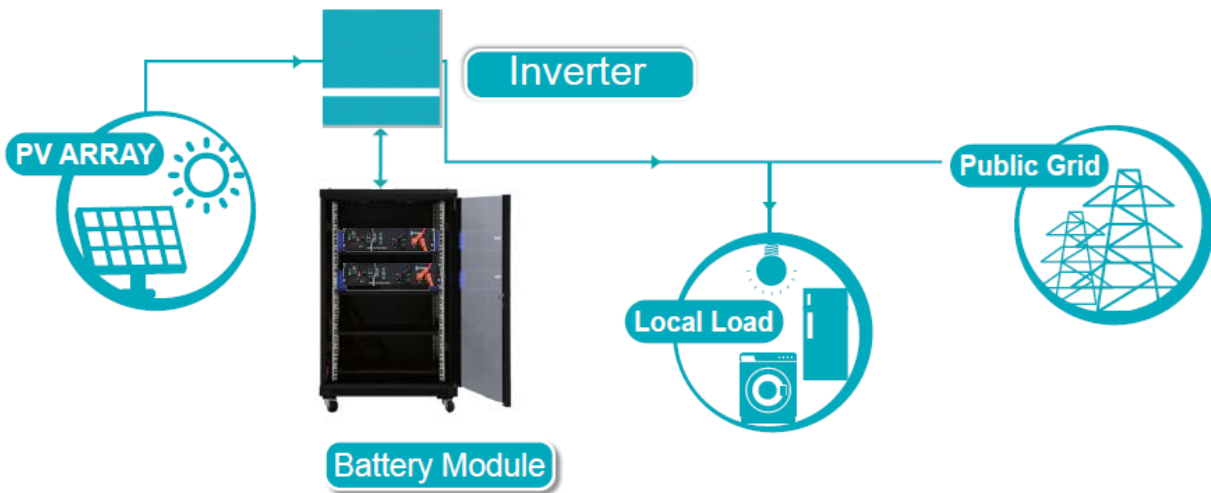 Inverter
PV ARRAY
Public Grid
Local Load
Battery Module